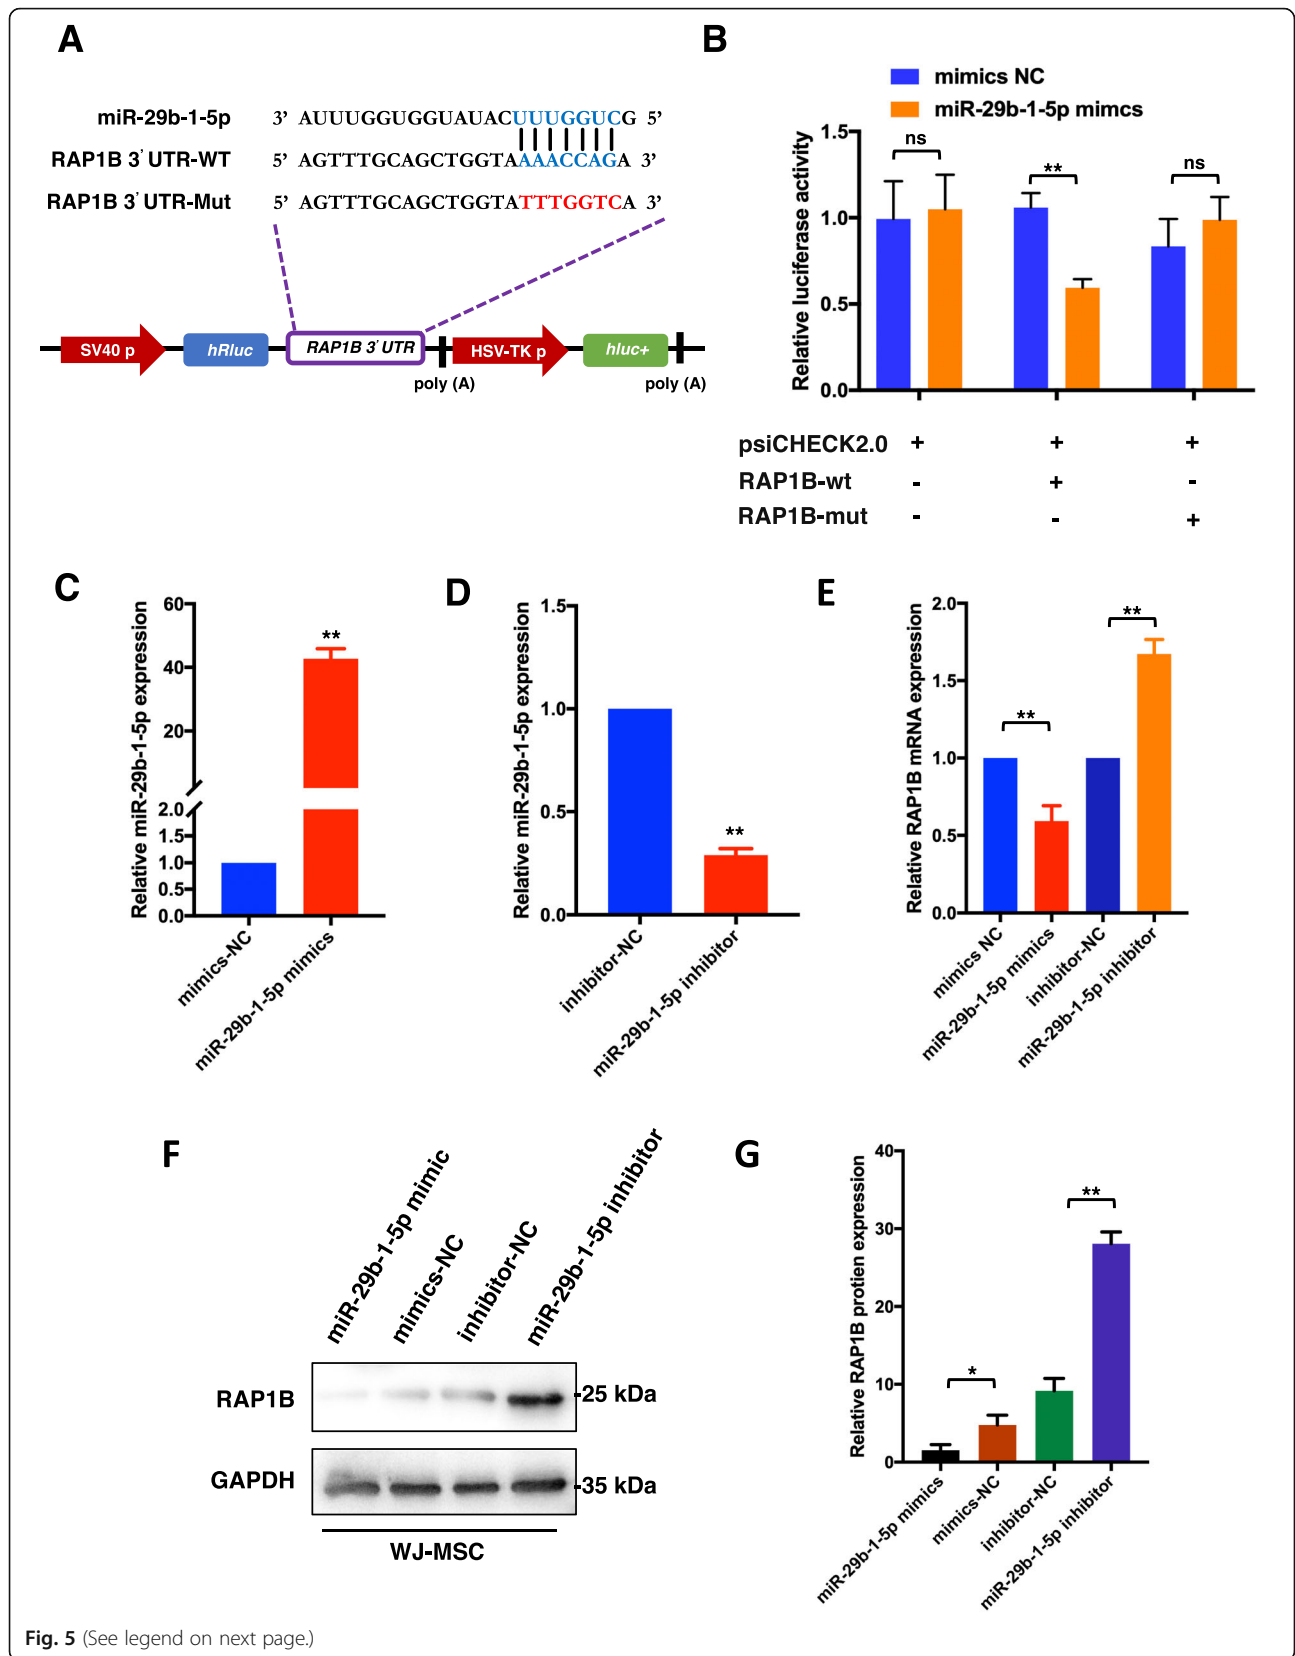 A
miR-29b-1-5p 3’ AUUUGGUGGUAUACUUUGGUCG 5’
RAP1B 3’ UTR-WT 5’ AGTTTGCAGCTGGTAAAACCAGA 3’
RAP1B 3’ UTR-Mut 5’ AGTTTGCAGCTGGTATTTGGTCA 3’
SV40 p hRluc RAP1B 3’ UTR HSV-TK p hluc+
poly (A) poly (A)
B
mimics NC
miR-29b-1-5p mimcs
Relative luciferase activity
1.5
1.0
0.5
0.0
ns ** ns
psiCHECK2.0 + + +
RAP1B-wt - + -
RAP1B-mut - - +
C
Relative miR-29b-1-5p expression
60
40
20
2.0
1.5
1.0
0.5
0.0
**
mimics-NC
miR-29b-1-5p mimics
D
Relative miR-29b-1-5p expression
1.5
1.0
0.5
0.0
**
inhibitor-NC
miR-29b-1-5p inhibitor
E
Relative RAP1B mRNA expression
2.0
1.5
1.0
0.5
0.0
** **
mimics NC
miR-29b-1-5p mimics
inhibitor-NC
miR-29b-1-5p inhibitor
F
miR-29b-1-5p mimic
mimics-NC
inhibitor-NC
miR-29b-1-5p inhibitor
RAP1B -25 kDa
GAPDH -35 kDa
WJ-MSC
G
Relative RAP1B protien expression
40
30
20
10
0
* **
miR-29b-1-5p mimics
mimics-NC
inhibitor-NC
miR-29b-1-5p inhibitor
Fig. 5 (See legend on next page.)